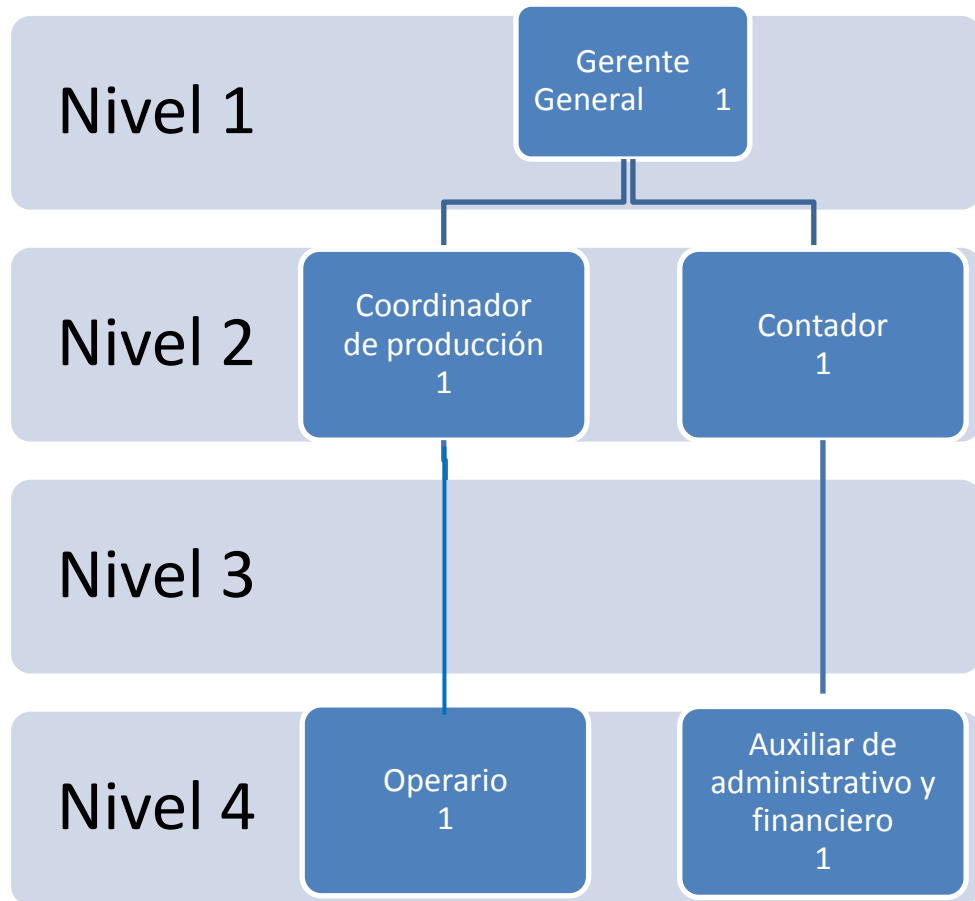 Nivel 1
Gerente
General 1
Nivel 2
Coordinador
de producción
1
Contador
1
Nivel 3
Nivel 4
Operario
1
Auxiliar de
administrativo y
financiero
1